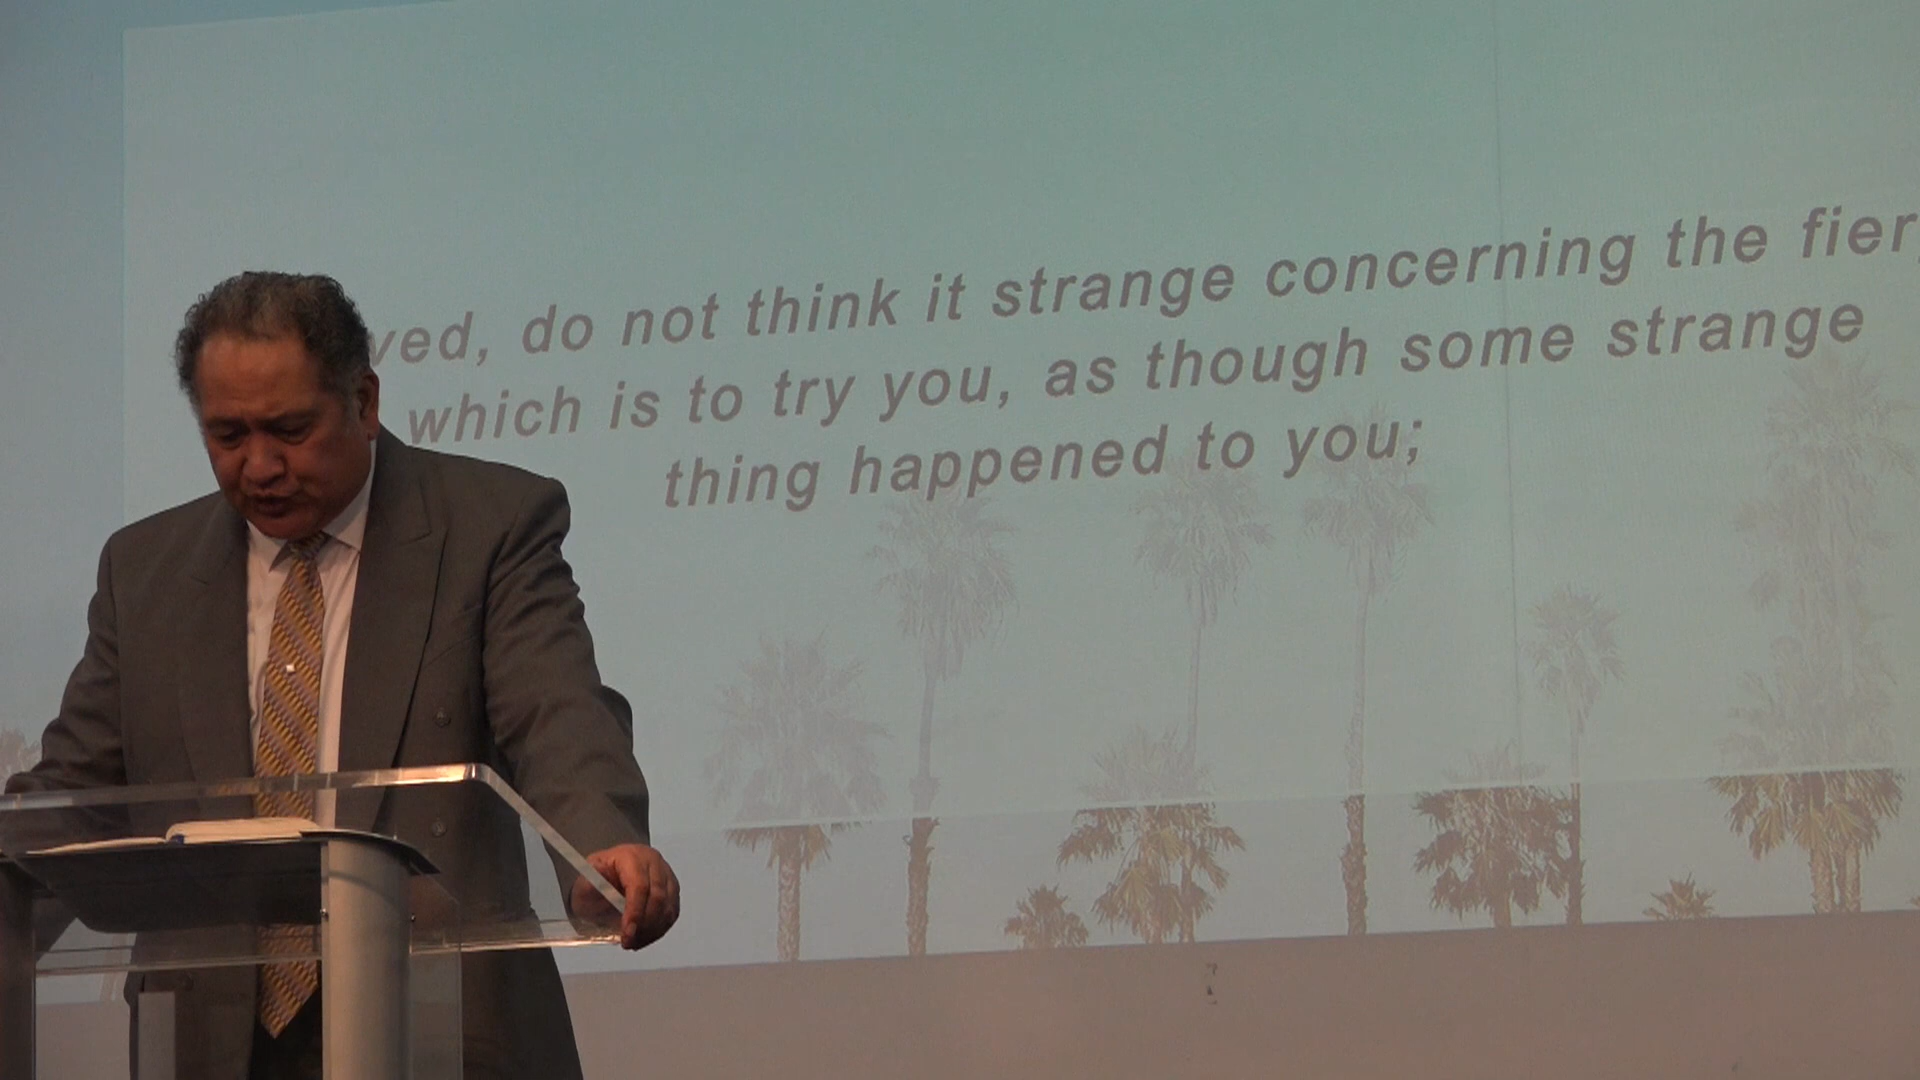 ved, do not think it strange concerning the fier
which is to try you, as though some strange
thing happened to you;